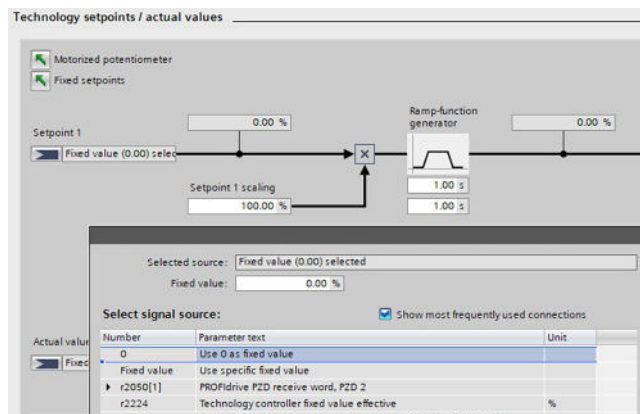 Technology setpoints / actual values
Motorized potentiometer
Fixed setpoints
Ramp-function
generator
0.00 %
0.00 %
Setpoint 1
Fixed value (0.00) selec
X
Setpoint 1 scaling
1.00 s
100.00 %
1.00 s
Selected source: Fixed value (0.00) selected
Fixed value: 0.00 %
Select signal source: Show most frequently used connections
Number Parameter text Unit
0 Use 0 as fixed value
Fixed value Use specific fixed value
r2050[1] PROFIdrive PZD receive word, PZD 2
r2224 Technology controller fixed value effective %
Actual value
Fixed